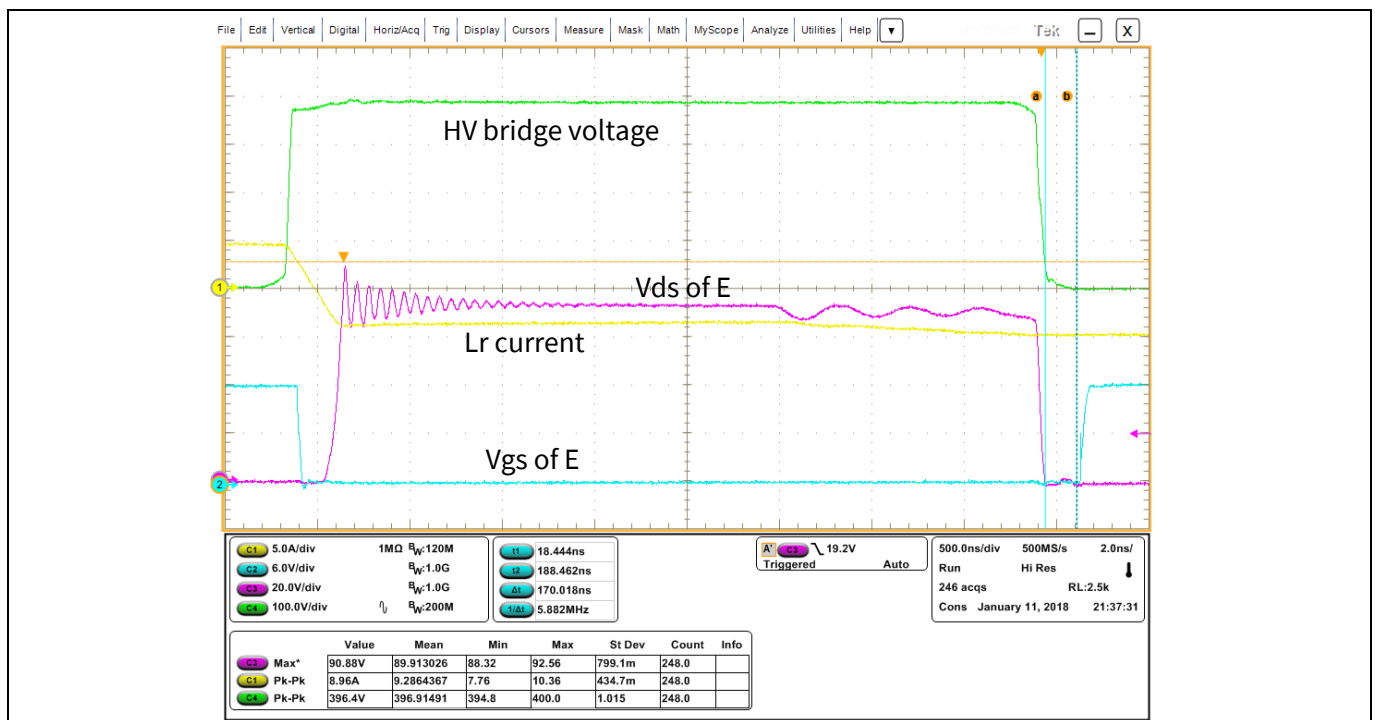 File Edit Vertical Digital Horiz/Acq Trig Display Cursors Measure Mask Math MyScope Analyze Utilities Help ▼ Tek X
a b
HV bridge voltage
1
Vds of E
Lr current
Vgs of E
2
C1 5.0A/div 1MΩ BW:120M
C2 6.0V/div BW:1.0G
C3 20.0V/div BW:1.0G
C4 100.0V/div BW:200M
t1 18.444ns
t2 188.462ns
Δt 170.018ns
1/Δt 5.882MHz
A' C3 19.2V
Triggered Auto
500.0ns/div 500MS/s 2.0ns/
Run Hi Res
246 acqs RL:2.5k
Cons January 11, 2018 21:37:31
Value Mean Min Max St Dev Count Info
C3 Max* 90.88V 89.913026 88.32 92.56 799.1m 248.0
C1 Pk-Pk 8.96A 9.2864367 7.76 10.36 434.7m 248.0
C4 Pk-Pk 396.4V 396.91491 394.8 400.0 1.015 248.0